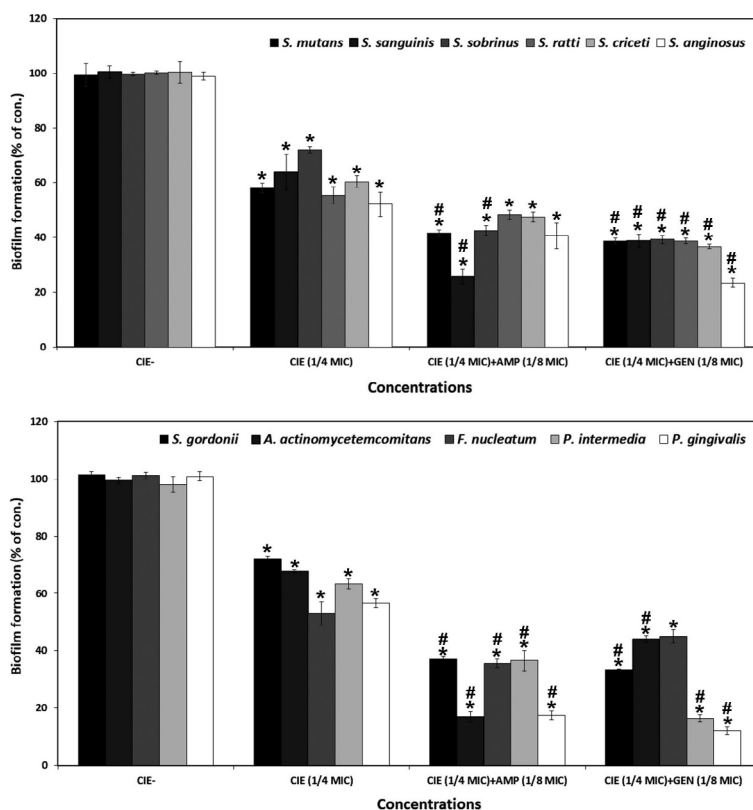 120
100
80
60
40
20
0
Biofilm formation (% of con.)
S. mutans S. sanguinis S. sobrinus S. ratti S. criceti S. anginosus
* * * * * *
# * # * # * * * *
# * # * # * # * # * # *
CIE- CIE (1/4 MIC) CIE (1/4 MIC)+AMP (1/8 MIC) CIE (1/4 MIC)+GEN (1/8 MIC)
Concentrations
120
100
80
60
40
20
0
Biofilm formation (% of con.)
S. gordonii A. actinomycetemcomitans F. nucleatum P. intermedia P. gingivalis
* * * * *
# * # * # * # * # *
# * # * * # * # *
CIE- CIE (1/4 MIC) CIE (1/4 MIC)+AMP (1/8 MIC) CIE (1/4 MIC)+GEN (1/8 MIC)
Concentrations